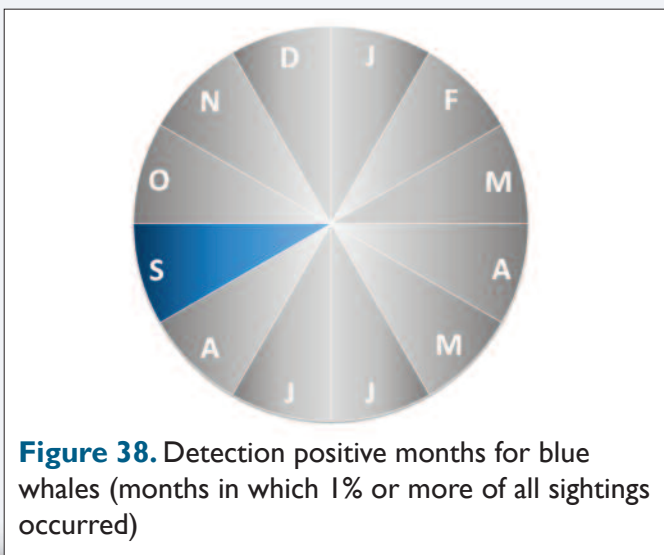 D J
N F
O M
S A
A M
J J
Figure 38. Detection positive months for blue
whales (months in which 1% or more of all sightings
occurred)